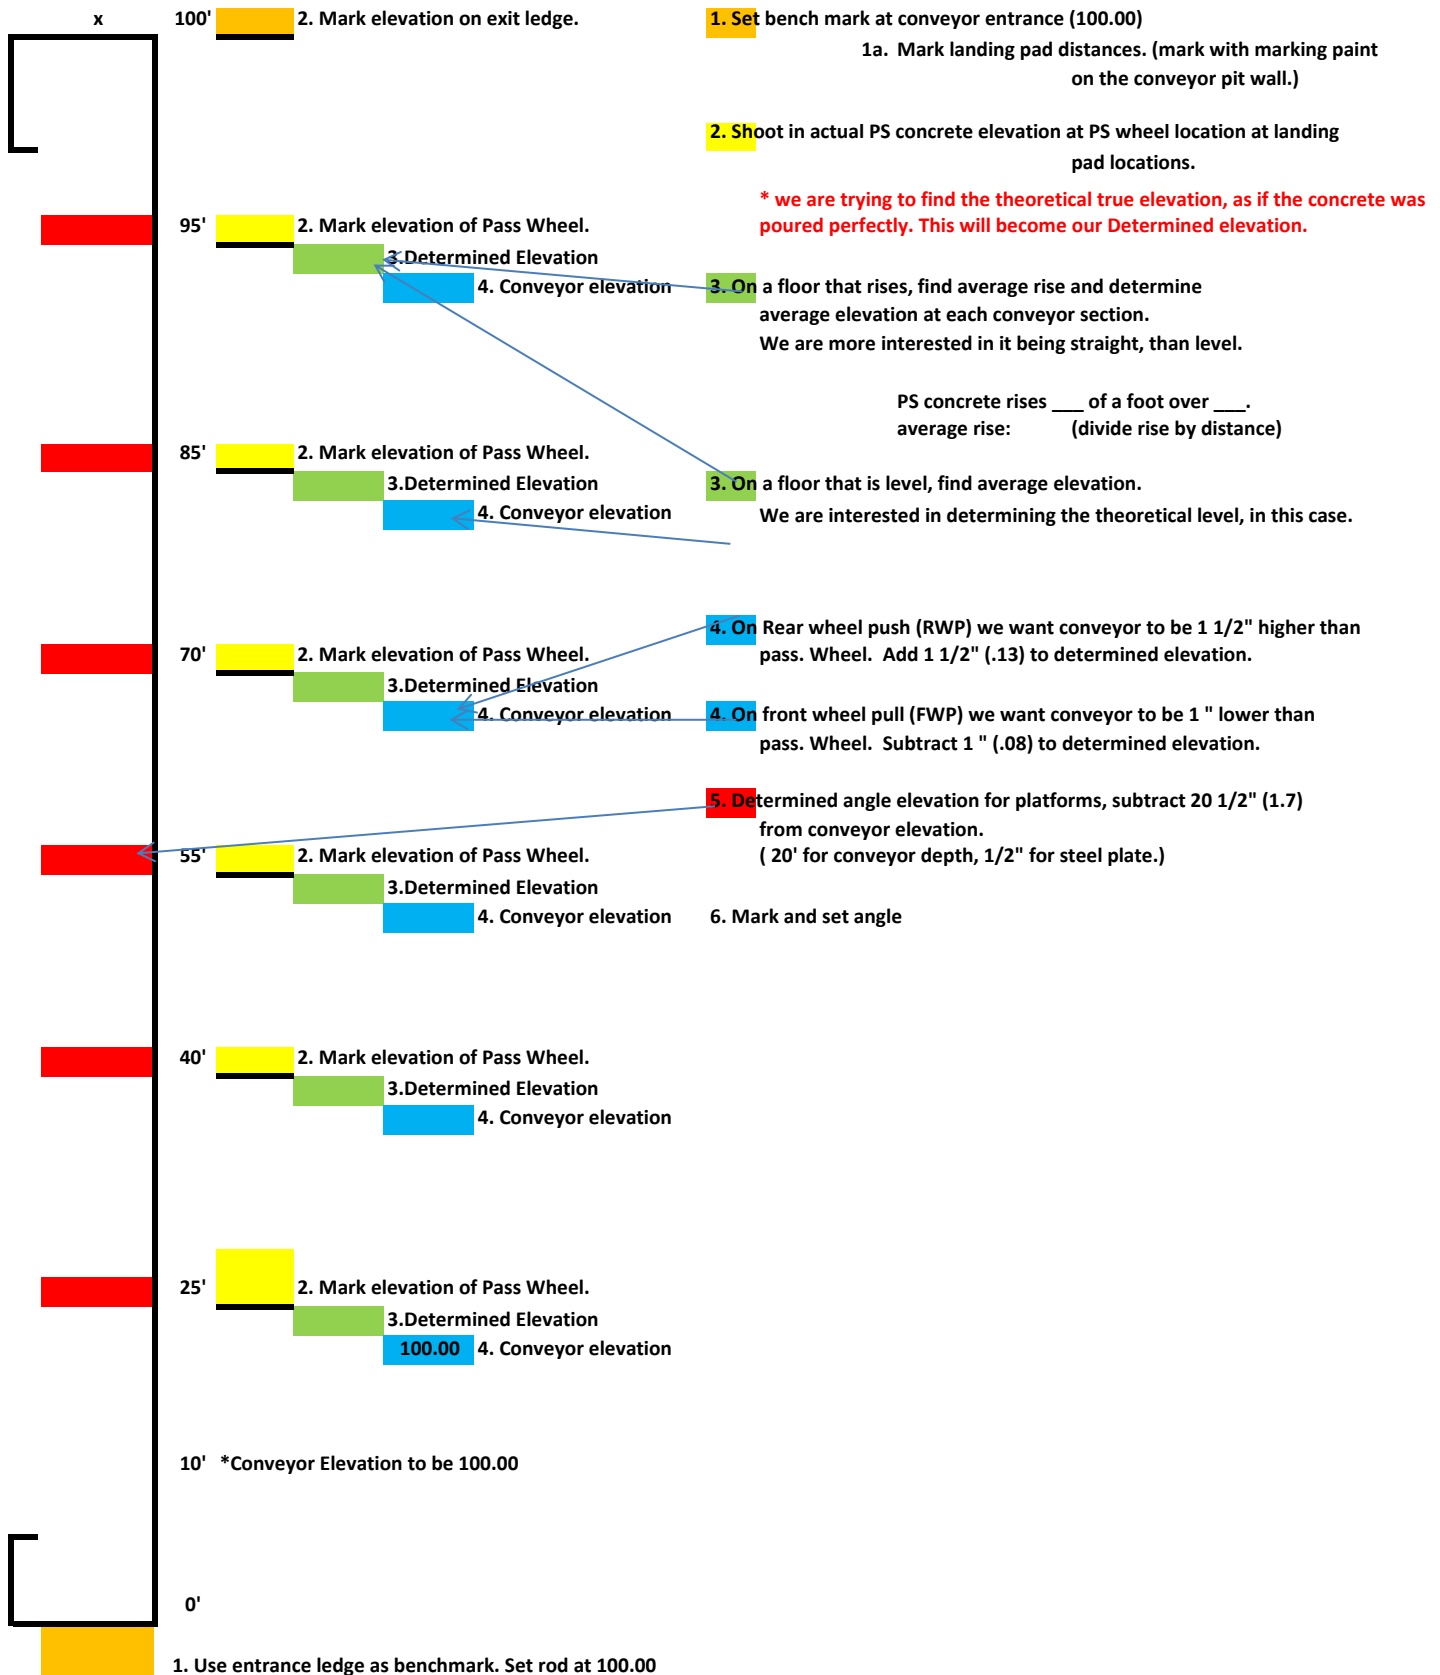 x
100'
2. Mark elevation on exit ledge.
1. Set bench mark at conveyor entrance (100.00)
1a. Mark landing pad distances. (mark with marking paint
on the conveyor pit wall.)
2. Shoot in actual PS concrete elevation at PS wheel location at landing
pad locations.
* we are trying to find the theoretical true elevation, as if the concrete was
poured perfectly. This will become our Determined elevation.
95'
2. Mark elevation of Pass Wheel.
3.Determined Elevation
4. Conveyor elevation
3. On a floor that rises, find average rise and determine
average elevation at each conveyor section.
We are more interested in it being straight, than level.
PS concrete rises ___ of a foot over ___.
average rise: (divide rise by distance)
85'
2. Mark elevation of Pass Wheel.
3.Determined Elevation
4. Conveyor elevation
3. On a floor that is level, find average elevation.
We are interested in determining the theoretical level, in this case.
70'
2. Mark elevation of Pass Wheel.
3.Determined Elevation
4. Conveyor elevation
4. On Rear wheel push (RWP) we want conveyor to be 1 1/2" higher than
pass. Wheel. Add 1 1/2" (.13) to determined elevation.
4. On front wheel pull (FWP) we want conveyor to be 1 " lower than
pass. Wheel. Subtract 1 " (.08) to determined elevation.
5. Determined angle elevation for platforms, subtract 20 1/2" (1.7)
from conveyor elevation.
( 20' for conveyor depth, 1/2" for steel plate.)
55'
2. Mark elevation of Pass Wheel.
3.Determined Elevation
4. Conveyor elevation
6. Mark and set angle
40'
2. Mark elevation of Pass Wheel.
3.Determined Elevation
4. Conveyor elevation
25'
2. Mark elevation of Pass Wheel.
3.Determined Elevation
100.00 4. Conveyor elevation
10' *Conveyor Elevation to be 100.00
0'
1. Use entrance ledge as benchmark. Set rod at 100.00